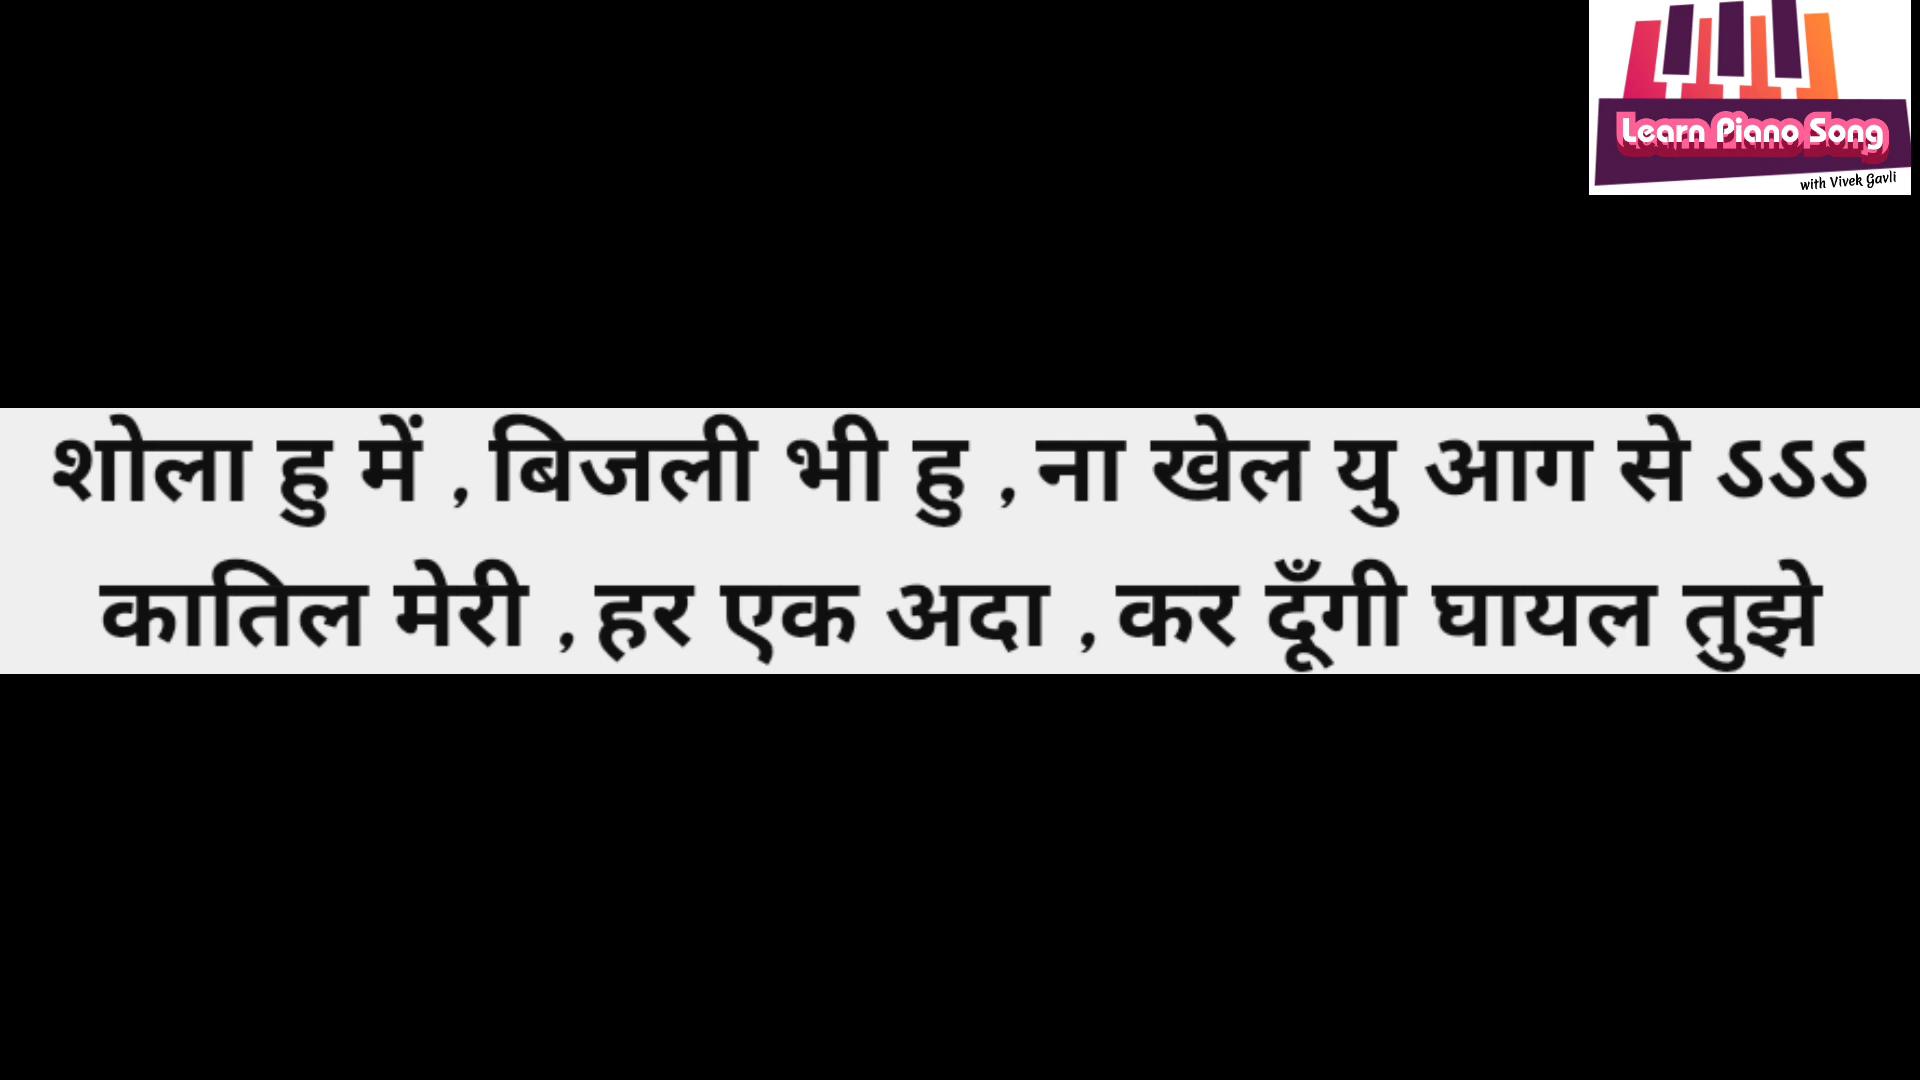 Learn Piano Song
with Vivek Gavli
शोला हु में , बिजली भी हु , ना खेल यु आग से ऽऽऽ
कातिल मेरी , हर एक अदा , कर दूँगी घायल तुझे